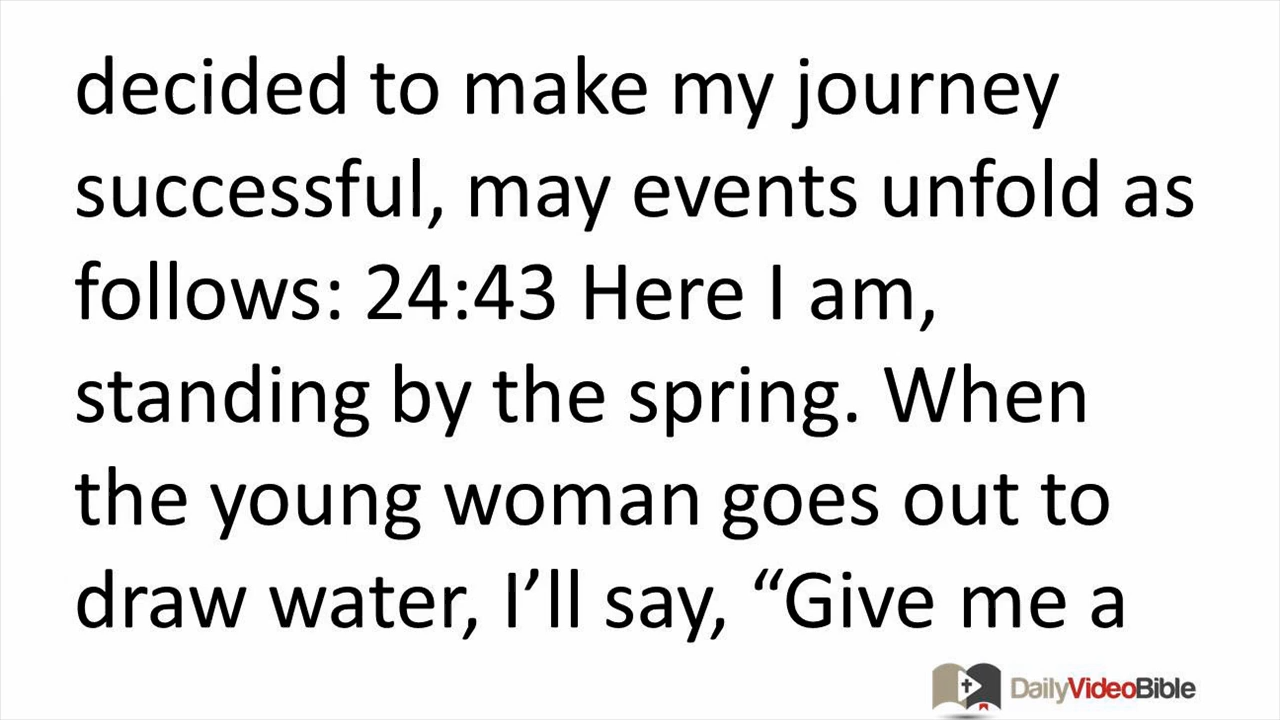 decided to make my journey
successful, may events unfold as
follows: 24:43 Here I am,
standing by the spring. When
the young woman goes out to
draw water, I’ll say, “Give me a
DailyVideoBible